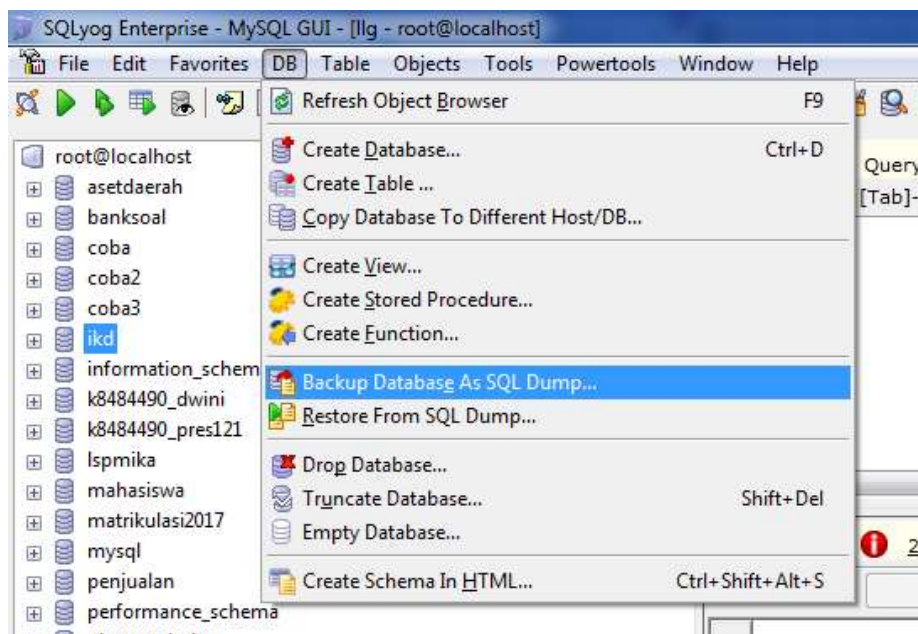 SQLyog Enterprise - MySQL GUI - [llg - root@localhost]
File Edit Favorites DB Table Objects Tools Powertools Window Help
Refresh Object Browser F9
Create Database... Ctrl+D
Create Table ...
Copy Database To Different Host/DB...
Create View...
Create Stored Procedure...
Create Function...
Backup Database As SQL Dump...
Restore From SQL Dump...
Drop Database...
Truncate Database... Shift+Del
Empty Database...
Create Schema In HTML... Ctrl+Shift+Alt+S
root@localhost
asetdaerah
banksoal
coba
coba2
coba3
ikd
information_schem
k8484490_dwini
k8484490_pres121
lspmika
mahasiswa
matrikulasi2017
mysql
penjualan
performance_schema
Query
[Tab]-
2